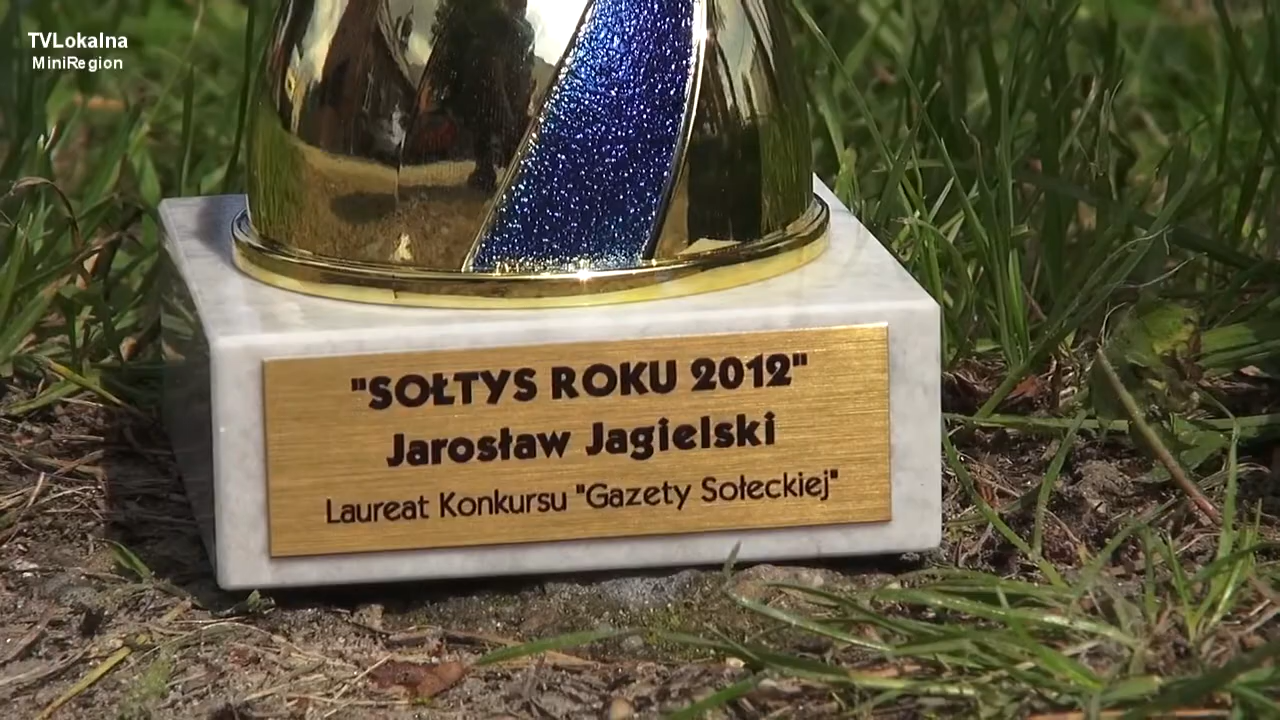 TVLokalna
MiniRegion
"SOŁTYS ROKU 2012"
Jarosław Jagielski
Laureat Konkursu "Gazety Sołeckiej"